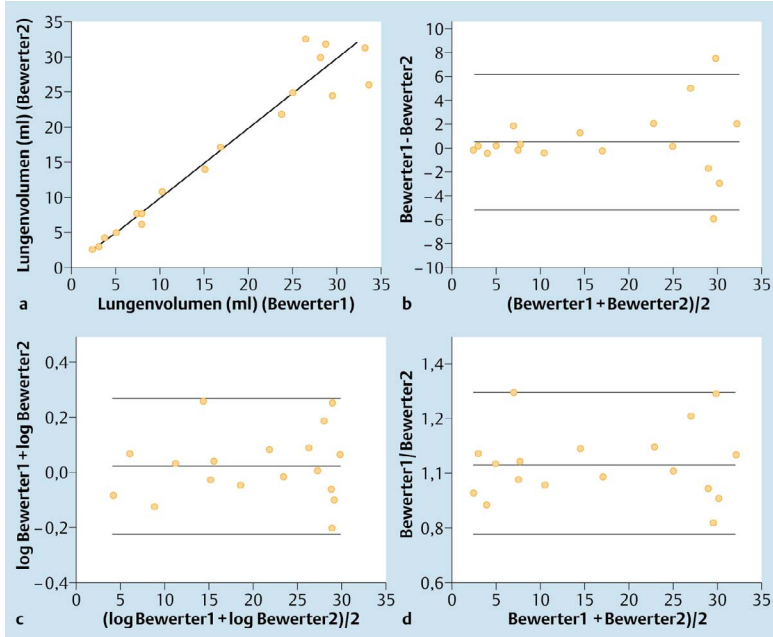 35
30
25
20
15
10
5
0
Lungenvolumen (ml) (Bewerter2)
0 5 10 15 20 25 30 35
a Lungenvolumen (ml) (Bewerter1)
10
8
6
4
2
0
−2
−4
−6
−8
−10
Bewerter1-Bewerter2
0 5 10 15 20 25 30 35
b (Bewerter1+Bewerter2)/2
0,4
0,2
0,0
−0,2
−0,4
log Bewerter1+log Bewerter2
0 5 10 15 20 25 30 35
c (log Bewerter1+log Bewerter2)/2
1,4
1,2
1,1
0,8
0,6
Bewerter1/Bewerter2
0 5 10 15 20 25 30 35
d Bewerter1 +Bewerter2)/2